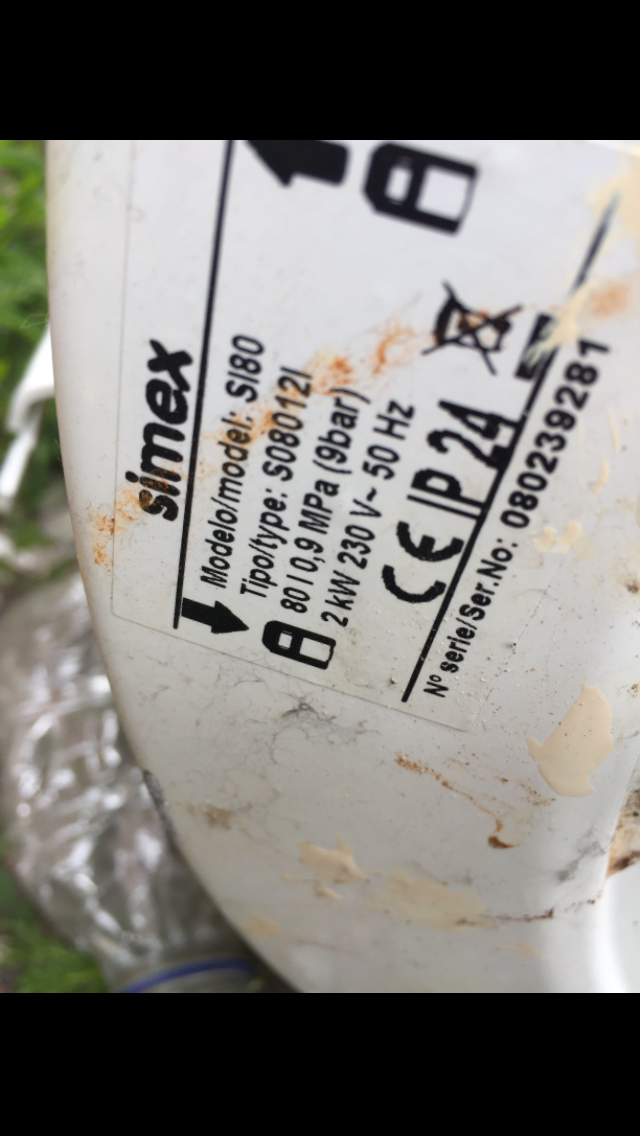 simex
Modelo/model: SI80
Tipo/type: S08012I
80 l 0,9 MPa (9bar)
2 kW 230 V~ 50 Hz
CE IP 24
Nº serie/Ser.No: 080239281